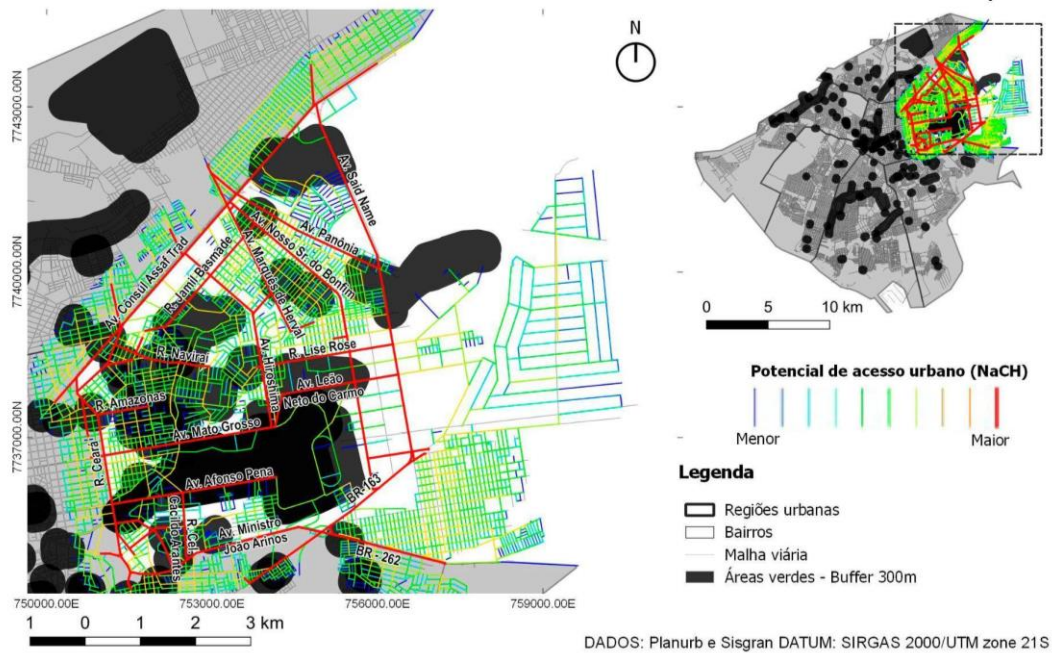 N
7743000.00N
7740000.00N
7737000.00N
Av. Said Name
Av. Panônia
Av. Nosso Sr. do Bonfim
Av. Marquês de Herval
Av. Cônsul Assaf Trad
R. Jamil Basmade
R. Naviraí
Av. Hiroshima
R. Lise Rose
Av. Leão
Neto do Carmo
R. Amazonas
Av. Mato Grosso
R. Ceará
Av. Afonso Pena
BR-163
R. Cel.
Cacildo Arantes
Av. Ministro
João Arinos
BR - 262
750000.00E
753000.00E
756000.00E
759000.00E
1 0 1 2 3 km
0 5 10 km
Potencial de acesso urbano (NaCH)
Menor Maior
Legenda
Regiões urbanas
Bairros
Malha viária
Áreas verdes - Buffer 300m
DADOS: Planurb e Sisgran DATUM: SIRGAS 2000/UTM zone 21S